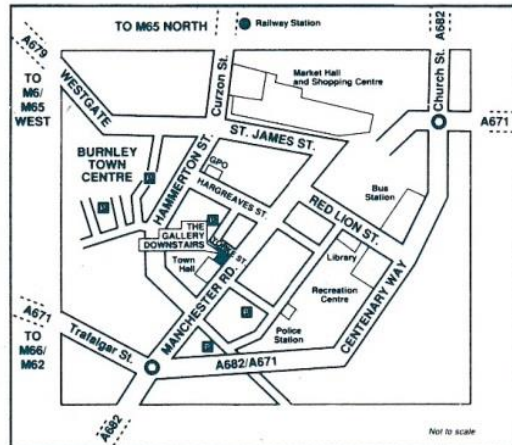 TO M65 NORTH
Railway Station
A682
A679
TO
M6/
M65
WEST
WESTGATE
Curzon St.
Market Hall
and Shopping Centre
Church St.
A671
ST. JAMES ST.
BURNLEY
TOWN
CENTRE
P
HAMMERTON ST.
GPO
HARGREAVES ST.
RED LION ST.
Bus
Station
P
P
THE
GALLERY
DOWNSTAIRS
Town
Hall
MANCHESTER RD.
Library
Recreation
Centre
CENTENARY WAY
A671
TO
M66/
M62
Trafalgar St.
P
Police
Station
P
A682/A671
A682
Not to scale